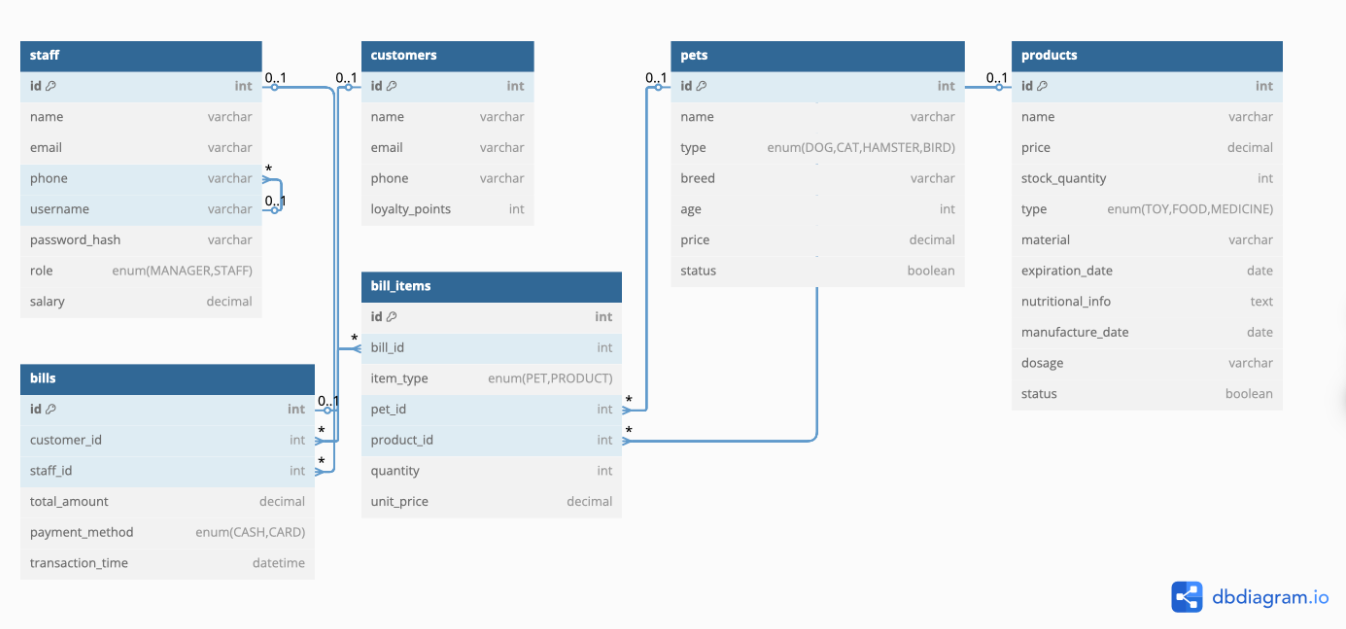 staff
id int
name varchar
email varchar
phone varchar
username varchar
password_hash varchar
role enum(MANAGER,STAFF)
salary decimal
0..1
*
0..1
customers
id int
name varchar
email varchar
phone varchar
loyalty_points int
0..1
pets
id int
name varchar
type enum(DOG,CAT,HAMSTER,BIRD)
breed varchar
age int
price decimal
status boolean
0..1
products
id int
name varchar
price decimal
stock_quantity int
type enum(TOY,FOOD,MEDICINE)
material varchar
expiration_date date
nutritional_info text
manufacture_date date
dosage varchar
status boolean
0..1
bill_items
id int
bill_id int
item_type enum(PET,PRODUCT)
pet_id int
product_id int
quantity int
unit_price decimal
*
*
*
bills
id int
customer_id int
staff_id int
total_amount decimal
payment_method enum(CASH,CARD)
transaction_time datetime
0..1
*
*
dbdiagram.io